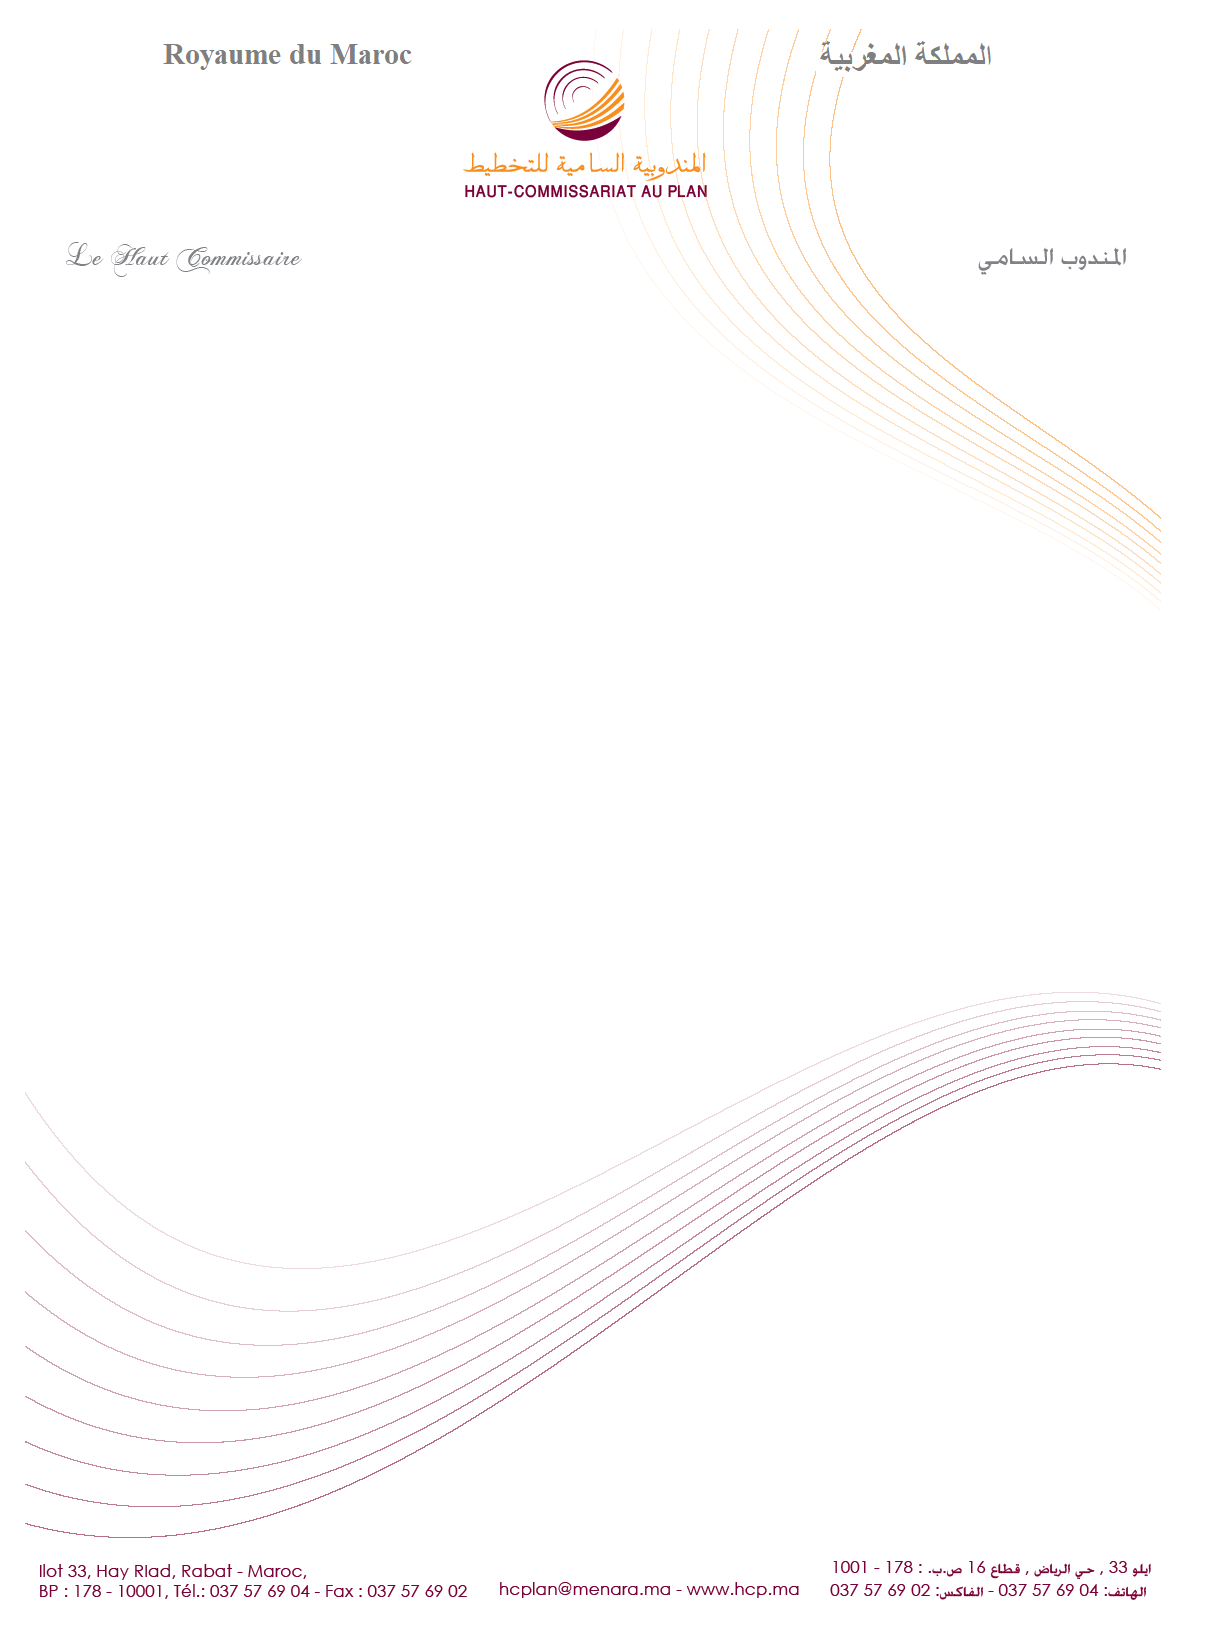 Royaume du Maroc
المملكة المغربية
المندوبية السامية للتخطيط
HAUT-COMMISSARIAT AU PLAN
Le Haut Commissaire
المندوب السامي
Ilot 33, Hay RIad, Rabat - Maroc,
BP : 178 - 10001, Tél.: 037 57 69 04 - Fax : 037 57 69 02
hcplan@menara.ma - www.hcp.ma
ايلو 33 , حي الرياض , قطاع 16 ص.ب. : 178 - 1001
الهاتف: 04 69 57 037 - الفاكس: 02 69 57 037